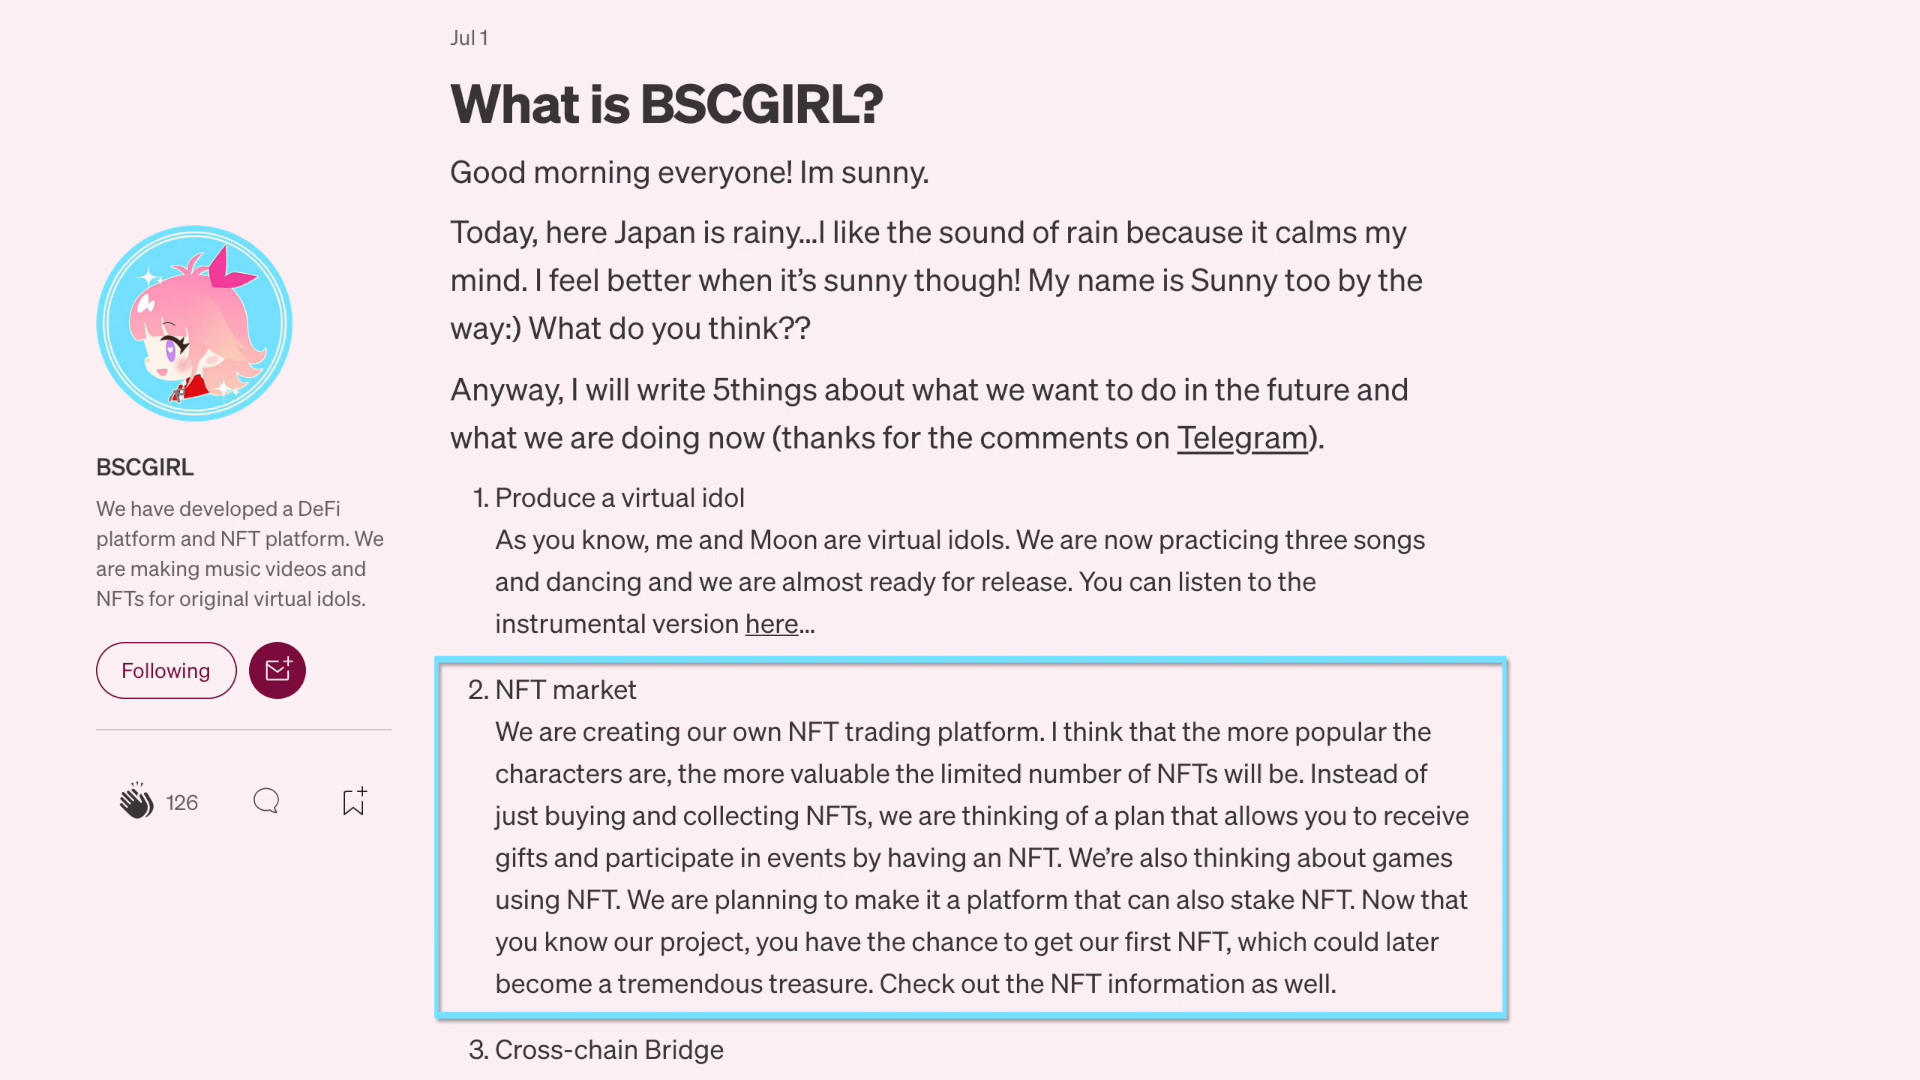 Jul 1
What is BSCGIRL?
Good morning everyone! Im sunny.
Today, here Japan is rainy...I like the sound of rain because it calms my
mind. I feel better when it’s sunny though! My name is Sunny too by the
way:) What do you think??
Anyway, I will write 5things about what we want to do in the future and
what we are doing now (thanks for the comments on Telegram).
1. Produce a virtual idol
As you know, me and Moon are virtual idols. We are now practicing three songs
and dancing and we are almost ready for release. You can listen to the
instrumental version here...
2. NFT market
We are creating our own NFT trading platform. I think that the more popular the
characters are, the more valuable the limited number of NFTs will be. Instead of
just buying and collecting NFTs, we are thinking of a plan that allows you to receive
gifts and participate in events by having an NFT. We’re also thinking about games
using NFT. We are planning to make it a platform that can also stake NFT. Now that
you know our project, you have the chance to get our first NFT, which could later
become a tremendous treasure. Check out the NFT information as well.
3. Cross-chain Bridge
BSCGIRL
We have developed a DeFi
platform and NFT platform. We
are making music videos and
NFTs for original virtual idols.
Following
126